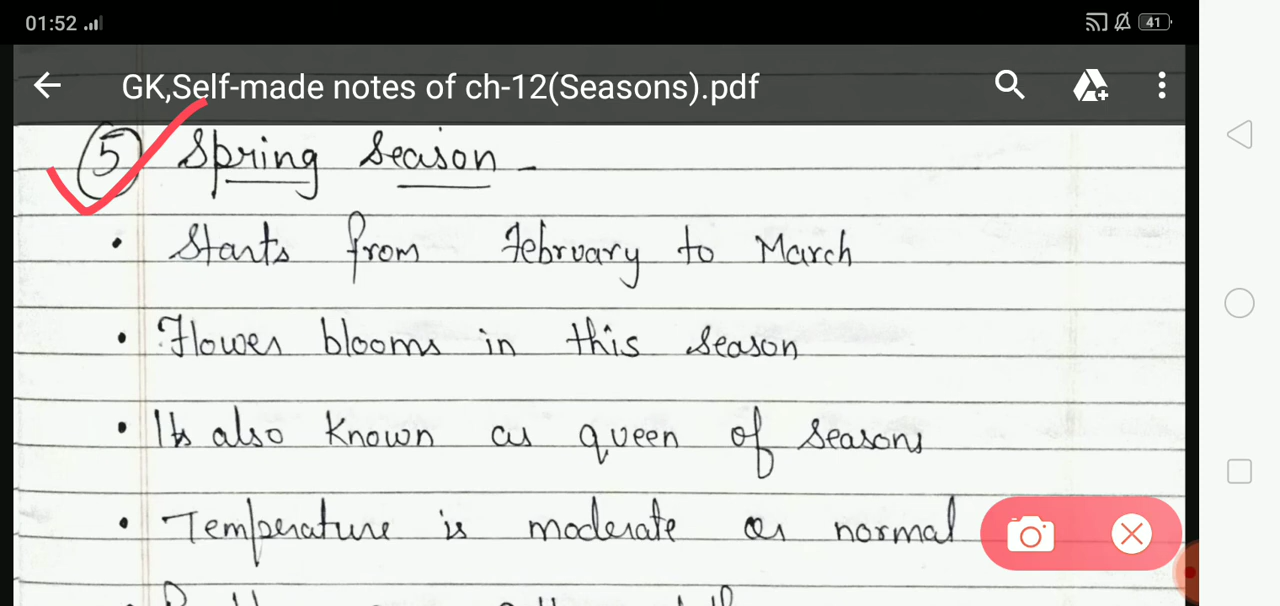 01:52 41
GK,Self-made notes of ch-12(Seasons).pdf
5 Spring Season -
• Starts from February to March
• Flower blooms in this season
• Its also known as queen of seasons
• Temperature is moderate or normal